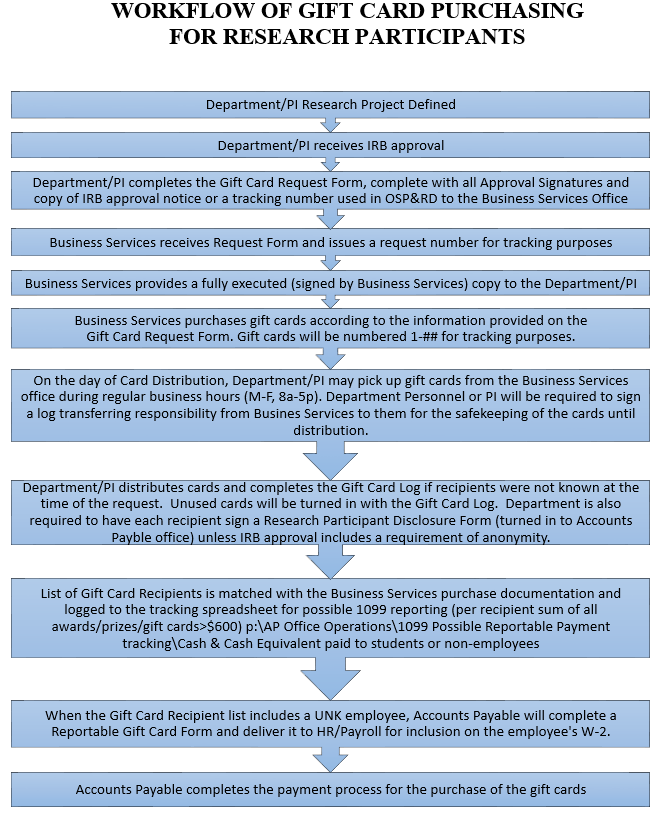 WORKFLOW OF GIFT CARD PURCHASING
FOR RESEARCH PARTICIPANTS
Department/PI Research Project Defined
Department/PI receives IRB approval
Department/PI completes the Gift Card Request Form, complete with all Approval Signatures and
copy of IRB approval notice or a tracking number used in OSP&RD to the Business Services Office
Business Services receives Request Form and issues a request number for tracking purposes
Business Services provides a fully executed (signed by Business Services) copy to the Department/PI
Business Services purchases gift cards according to the information provided on the
Gift Card Request Form. Gift cards will be numbered 1-## for tracking purposes.
On the day of Card Distribution, Department/PI may pick up gift cards from the Business Services
office during regular business hours (M-F, 8a-5p). Department Personnel or PI will be required to sign
a log transferring responsibility from Busines Services to them for the safekeeping of the cards until
distribution.
Department/PI distributes cards and completes the Gift Card Log if recipients were not known at the
time of the request. Unused cards will be turned in with the Gift Card Log. Department is also
required to have each recipient sign a Research Participant Disclosure Form (turned in to Accounts
Payble office) unless IRB approval includes a requirement of anonymity.
List of Gift Card Recipients is matched with the Business Services purchase documentation and
logged to the tracking spreadsheet for possible 1099 reporting (per recipient sum of all
awards/prizes/gift cards>$600) p:\AP Office Operations\1099 Possible Reportable Payment
tracking\Cash & Cash Equivalent paid to students or non-employees
When the Gift Card Recipient list includes a UNK employee, Accounts Payable will complete a
Reportable Gift Card Form and deliver it to HR/Payroll for inclusion on the employee's W-2.
Accounts Payable completes the payment process for the purchase of the gift cards